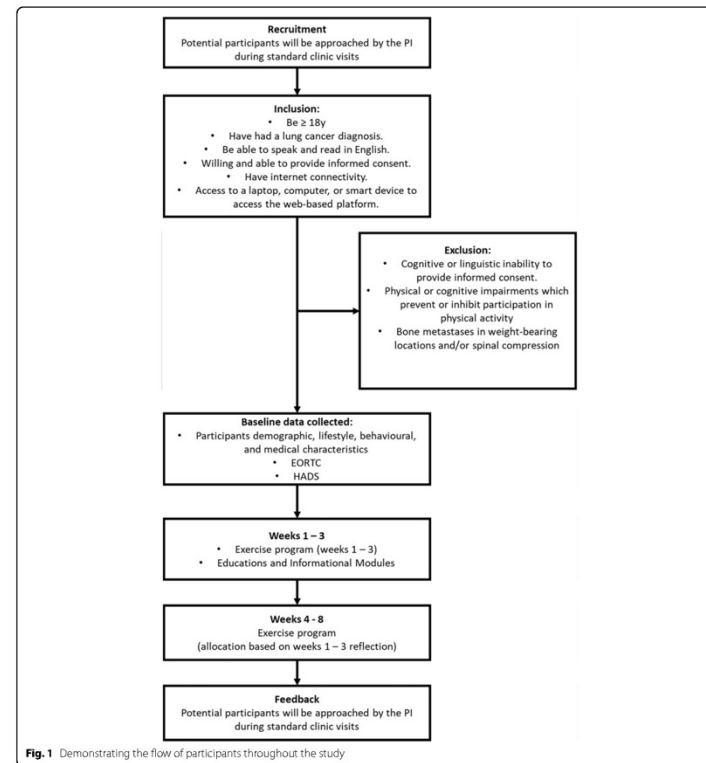 Recruitment
Potential participants will be approached by the PI
during standard clinic visits
Inclusion:
• Be ≥ 18y
• Have had a lung cancer diagnosis.
• Be able to speak and read in English.
• Willing and able to provide informed consent.
• Have internet connectivity.
• Access to a laptop, computer, or smart device to
access the web-based platform.
Exclusion:
• Cognitive or linguistic inability to
provide informed consent.
• Physical or cognitive impairments which
prevent or inhibit participation in
physical activity
• Bone metastases in weight-bearing
locations and/or spinal compression
Baseline data collected:
• Participants demographic, lifestyle, behavioural,
and medical characteristics
• EORTC
• HADS
Weeks 1 – 3
• Exercise program (weeks 1 – 3)
• Educations and Informational Modules
Weeks 4 - 8
Exercise program
(allocation based on weeks 1 – 3 reflection)
Feedback
Potential participants will be approached by the PI
during standard clinic visits
Fig. 1 Demonstrating the flow of participants throughout the study